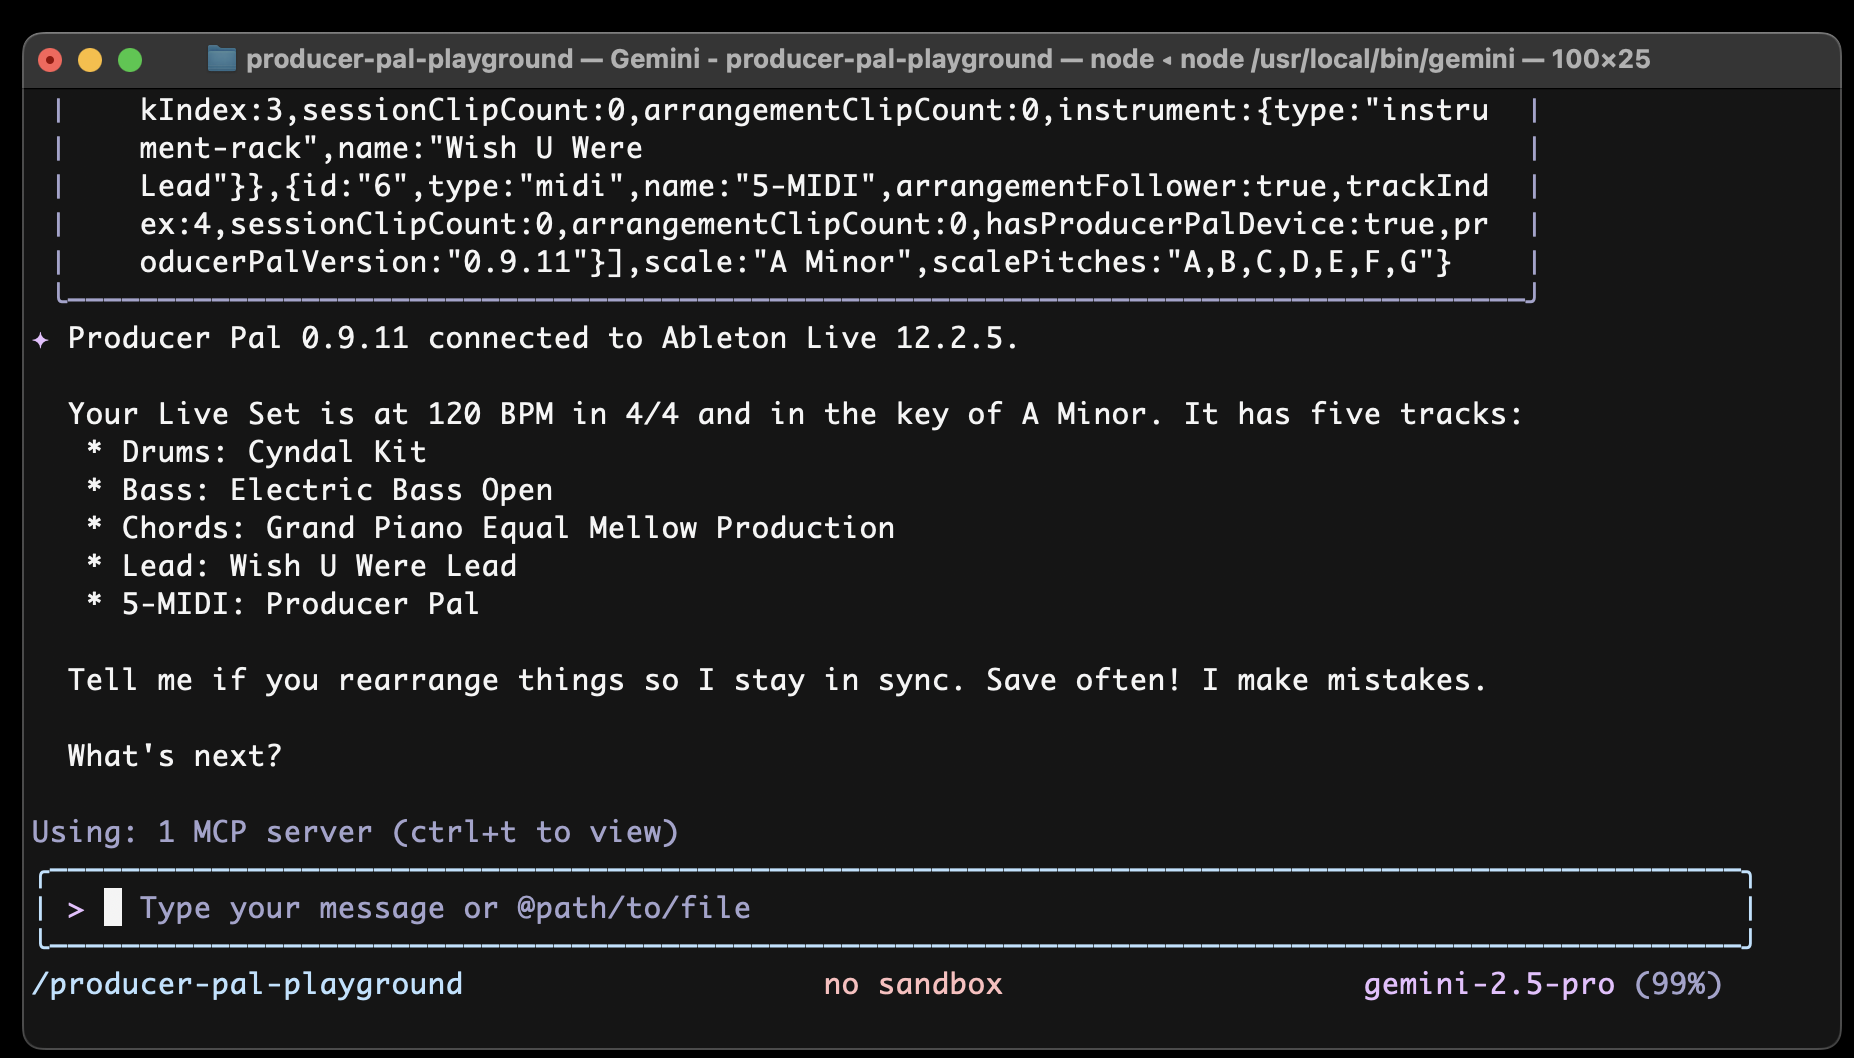 producer-pal-playground — Gemini - producer-pal-playground — node ◂ node /usr/local/bin/gemini — 100×25
kIndex:3,sessionClipCount:0,arrangementClipCount:0,instrument:{type:"instru
ment-rack",name:"Wish U Were
Lead"}},{id:"6",type:"midi",name:"5-MIDI",arrangementFollower:true,trackInd
ex:4,sessionClipCount:0,arrangementClipCount:0,hasProducerPalDevice:true,pr
oducerPalVersion:"0.9.11"}],scale:"A Minor",scalePitches:"A,B,C,D,E,F,G"}
✦ Producer Pal 0.9.11 connected to Ableton Live 12.2.5.
Your Live Set is at 120 BPM in 4/4 and in the key of A Minor. It has five tracks:
* Drums: Cyndal Kit
* Bass: Electric Bass Open
* Chords: Grand Piano Equal Mellow Production
* Lead: Wish U Were Lead
* 5-MIDI: Producer Pal
Tell me if you rearrange things so I stay in sync. Save often! I make mistakes.
What's next?
Using: 1 MCP server (ctrl+t to view)
> Type your message or @path/to/file
/producer-pal-playground no sandbox gemini-2.5-pro (99%)